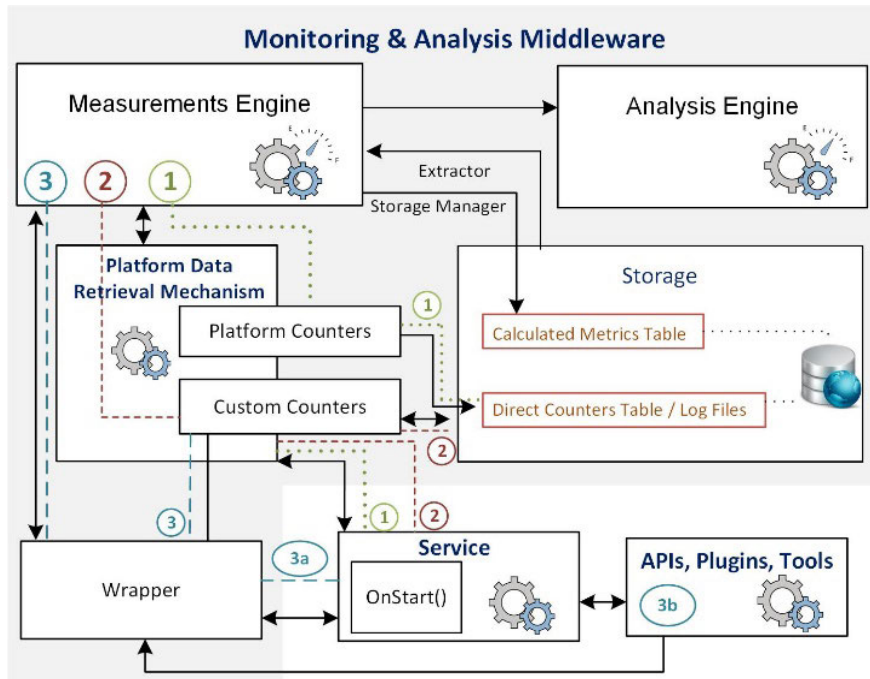 Monitoring & Analysis Middleware
Measurements Engine
Analysis Engine
E
F
E
F
3
2
1
Extractor
Storage Manager
Platform Data
Retrieval Mechanism
Storage
1
Platform Counters
Calculated Metrics Table
Custom Counters
Direct Counters Table / Log Files
2
3
1
2
Service
APIs, Plugins, Tools
3a
Wrapper
OnStart()
3b